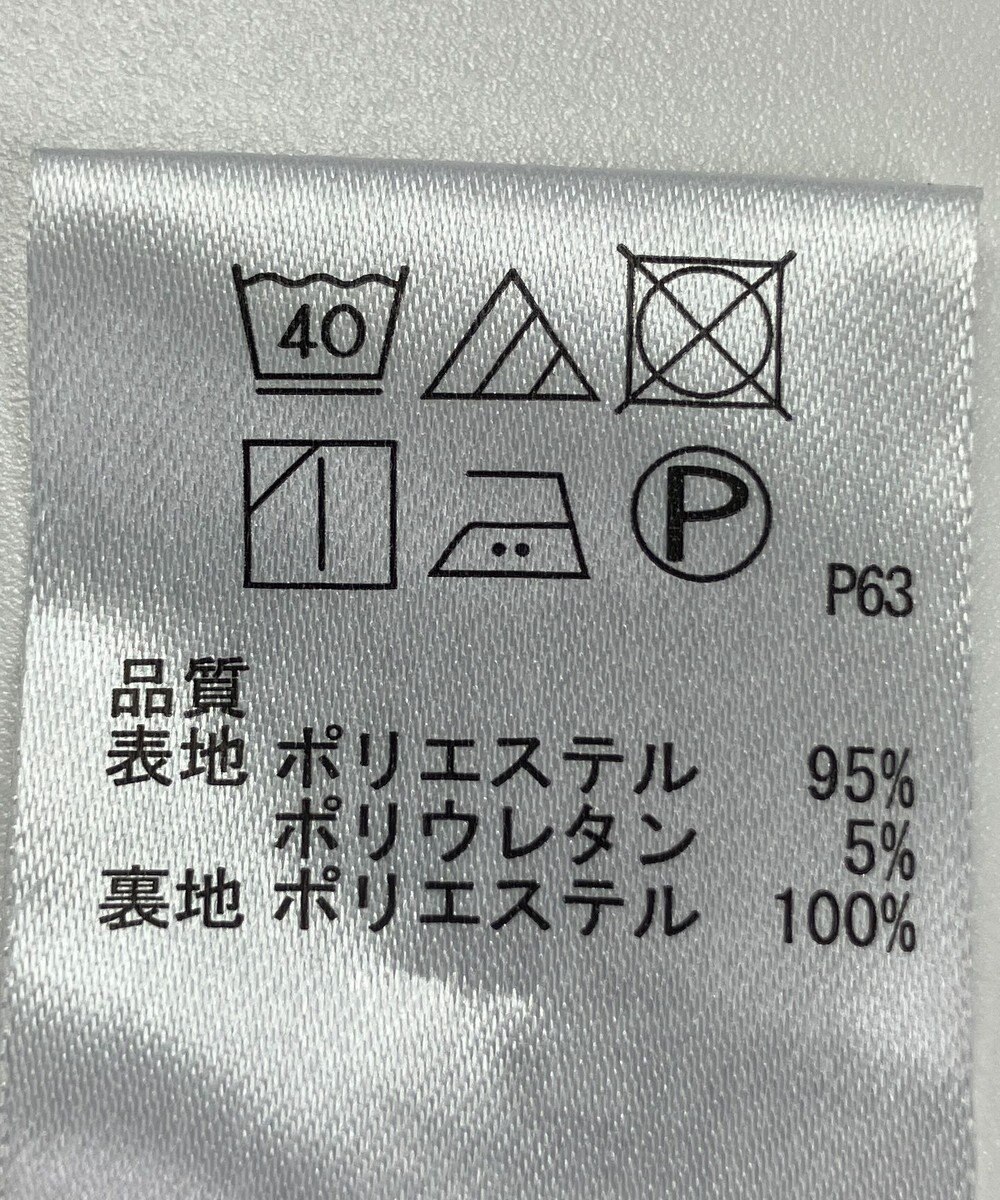 40
P
P63
品質
表地 ポリエステル 95%
ポリウレタン 5%
裏地 ポリエステル 100%